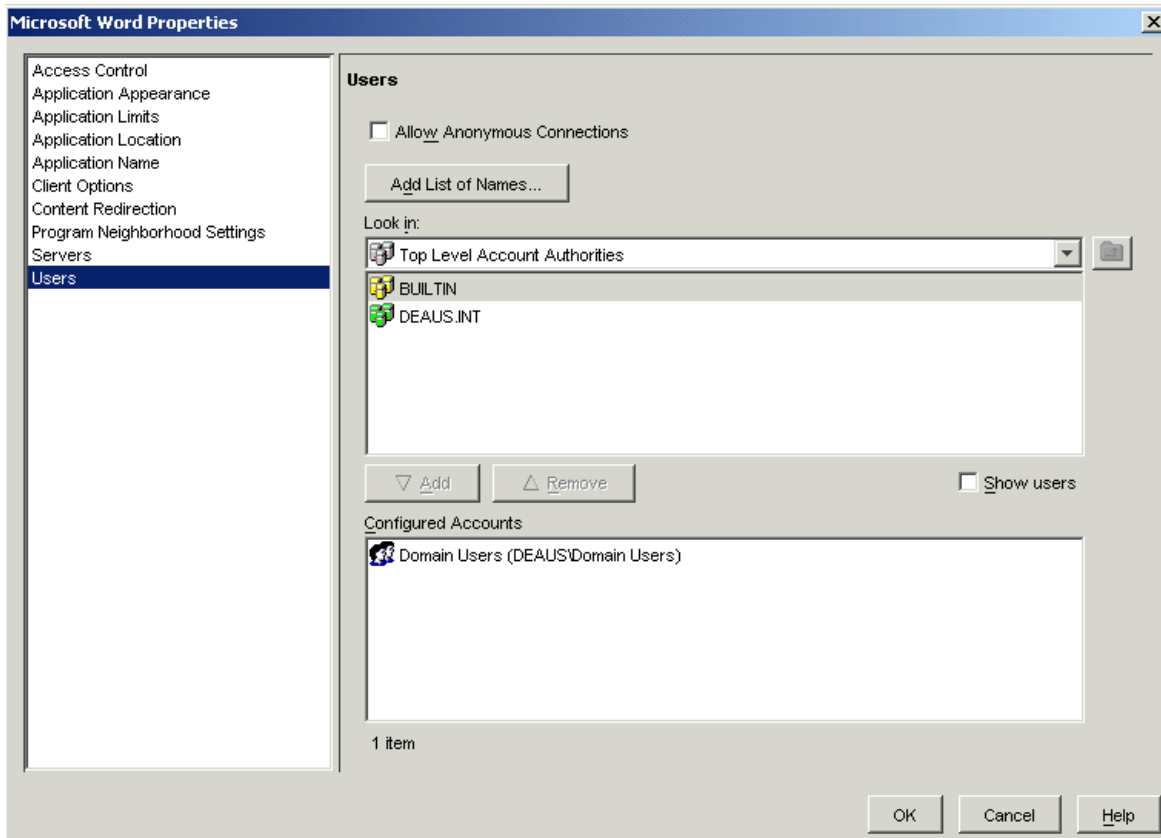 Microsoft Word Properties
Access Control
Application Appearance
Application Limits
Application Location
Application Name
Client Options
Content Redirection
Program Neighborhood Settings
Servers
Users
Users
Allow Anonymous Connections
Add List of Names...
Look in:
Top Level Account Authorities
BUILTIN
DEAUS.INT
Add
Remove
Show users
Configured Accounts
Domain Users (DEAUS\Domain Users)
1 item
OK
Cancel
Help